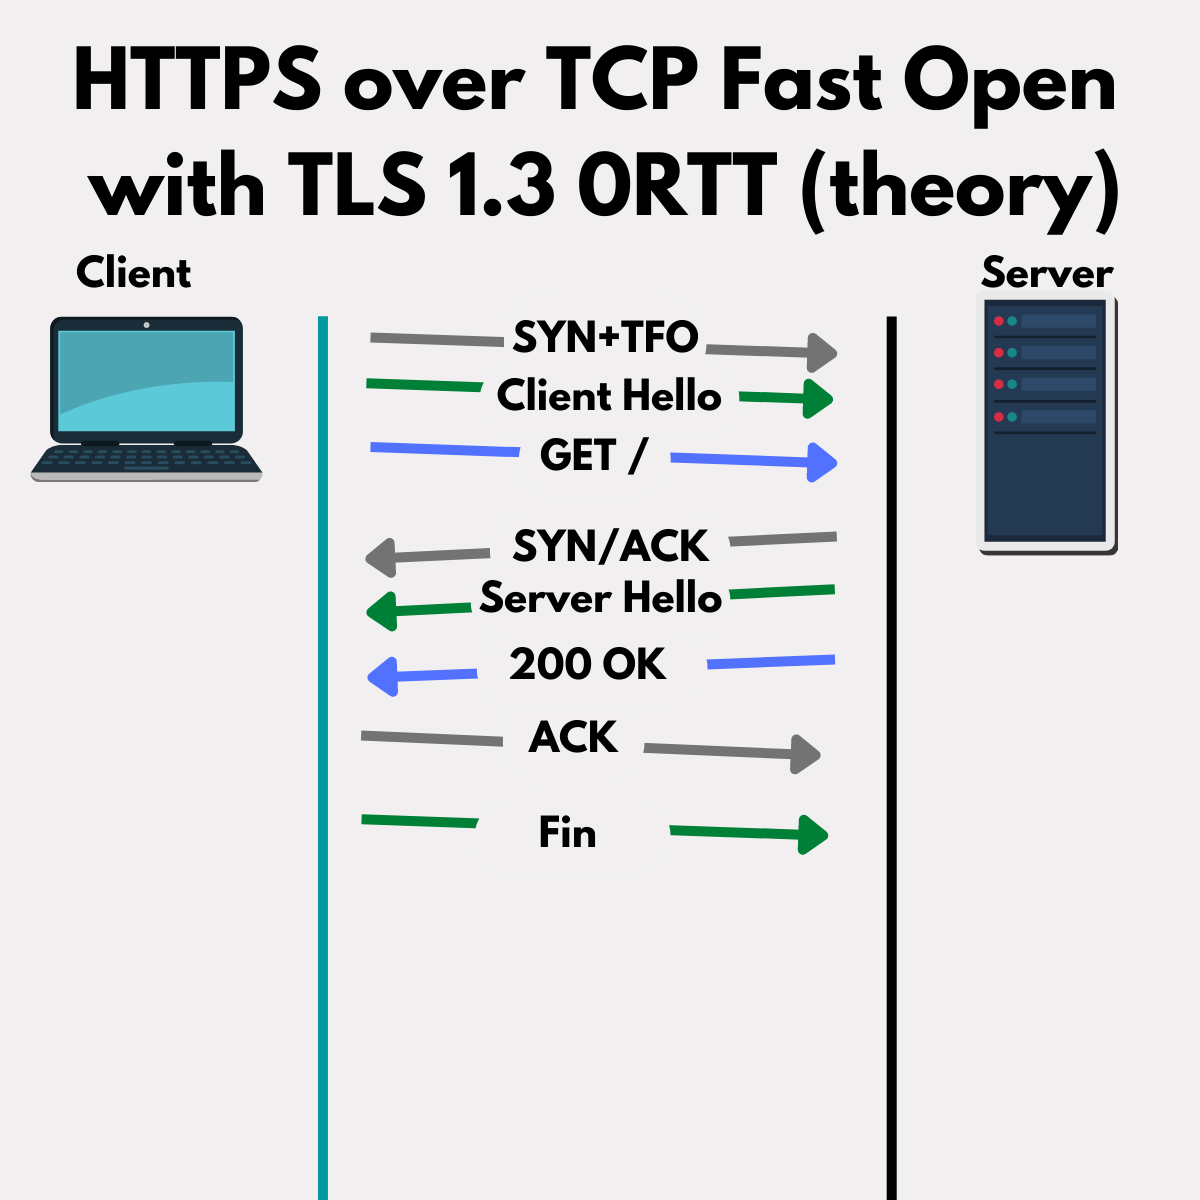 HTTPS over TCP Fast Open
with TLS 1.3 0RTT (theory)
Client
Server
SYN+TFO
Client Hello
GET /
SYN/ACK
Server Hello
200 OK
ACK
Fin